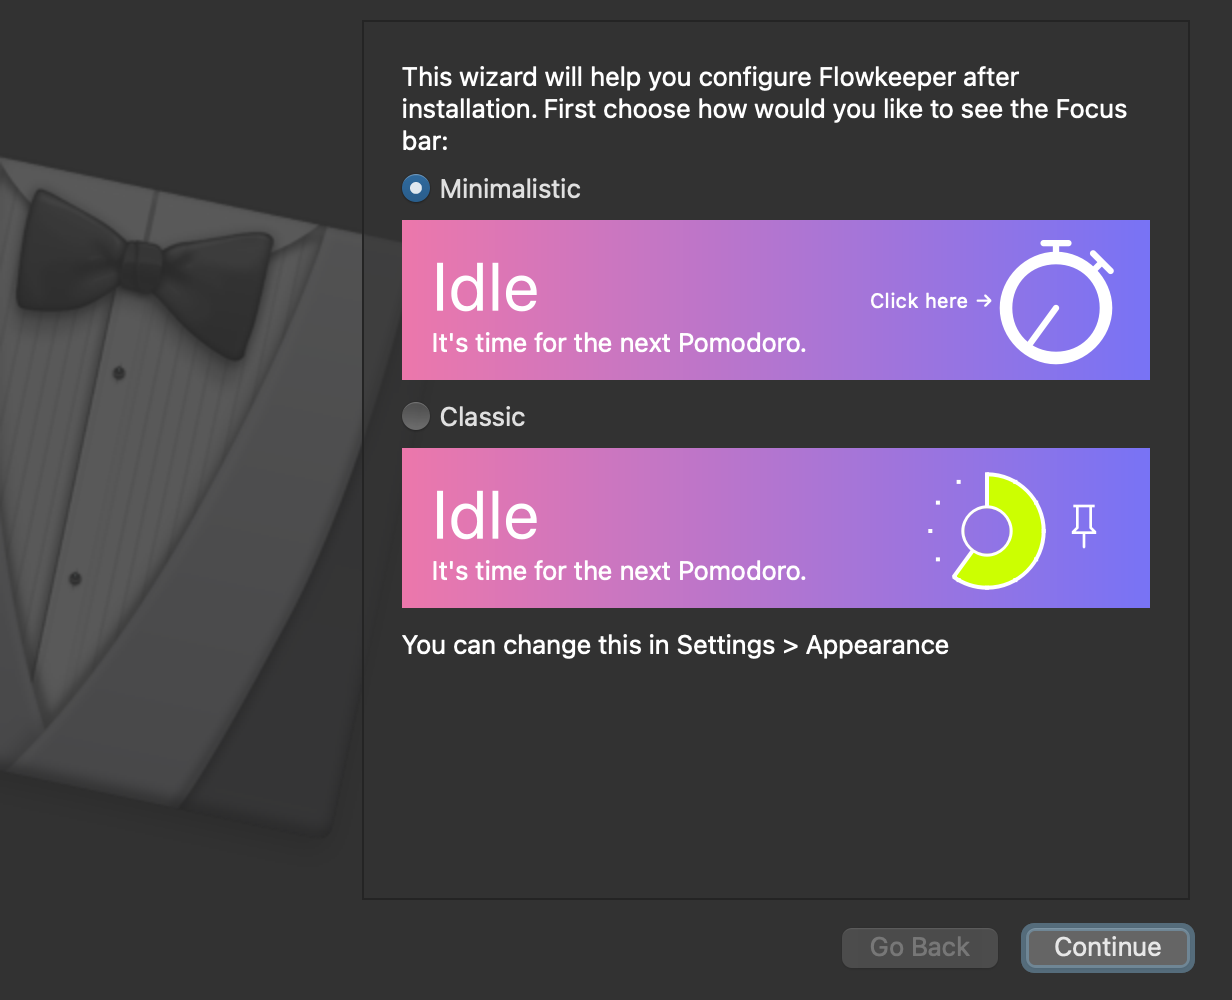 This wizard will help you configure Flowkeeper after
installation. First choose how would you like to see the Focus
bar:
Minimalistic
Idle
It's time for the next Pomodoro.
Click here →
Classic
Idle
It's time for the next Pomodoro.
You can change this in Settings > Appearance
Go Back
Continue